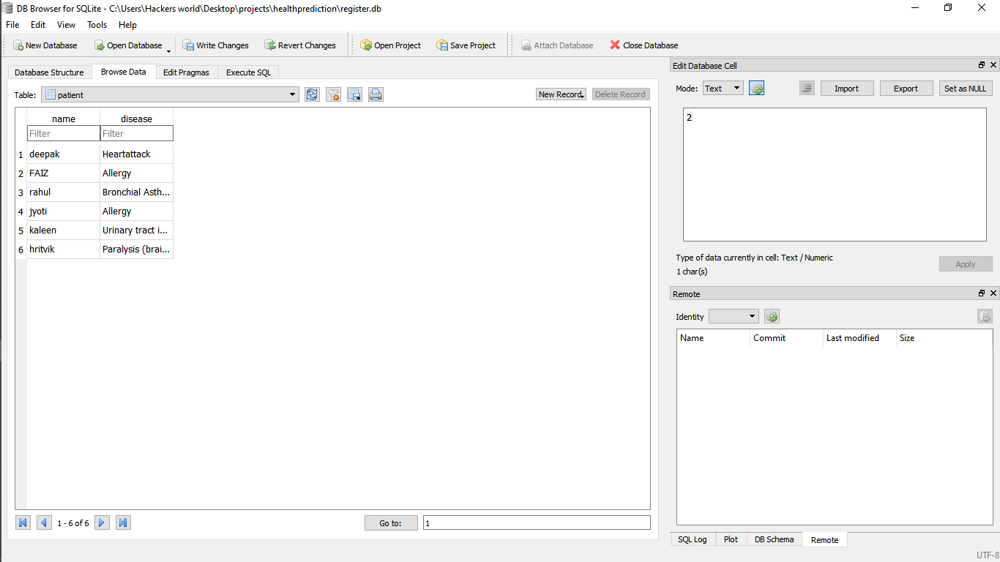 DB Browser for SQLite - C:\Users\Hackers world\Desktop\projects\healthprediction\register.db
File Edit View Tools Help
New Database Open Database Write Changes Revert Changes Open Project Save Project Attach Database Close Database
Database Structure Browse Data Edit Pragmas Execute SQL
Table: patient New Record Delete Record
name disease
Filter Filter
1 deepak Heartattack
2 FAIZ Allergy
3 rahul Bronchial Asth...
4 jyoti Allergy
5 kaleen Urinary tract i...
6 hritvik Paralysis (brai...
1 - 6 of 6 Go to: 1
Edit Database Cell
Mode: Text Import Export Set as NULL
2
Type of data currently in cell: Text / Numeric
1 char(s)
Apply
Remote
Identity
Name Commit Last modified Size
SQL Log Plot DB Schema Remote
UTF-8